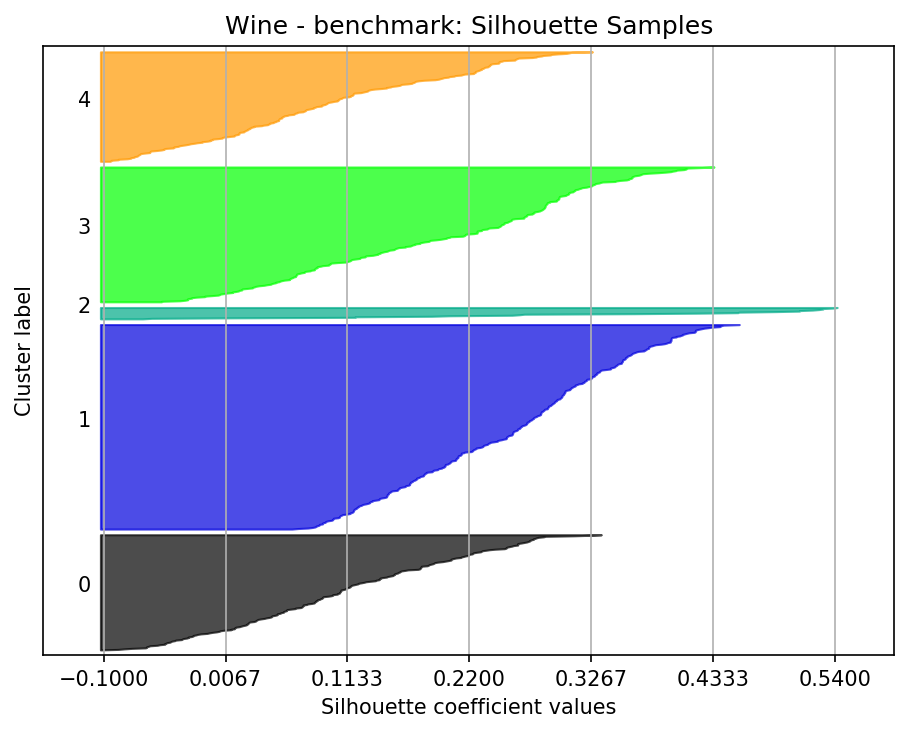 Wine - benchmark: Silhouette Samples
4
3
2
1
0
Cluster label
−0.1000 0.0067 0.1133 0.2200 0.3267 0.4333 0.5400
Silhouette coefficient values